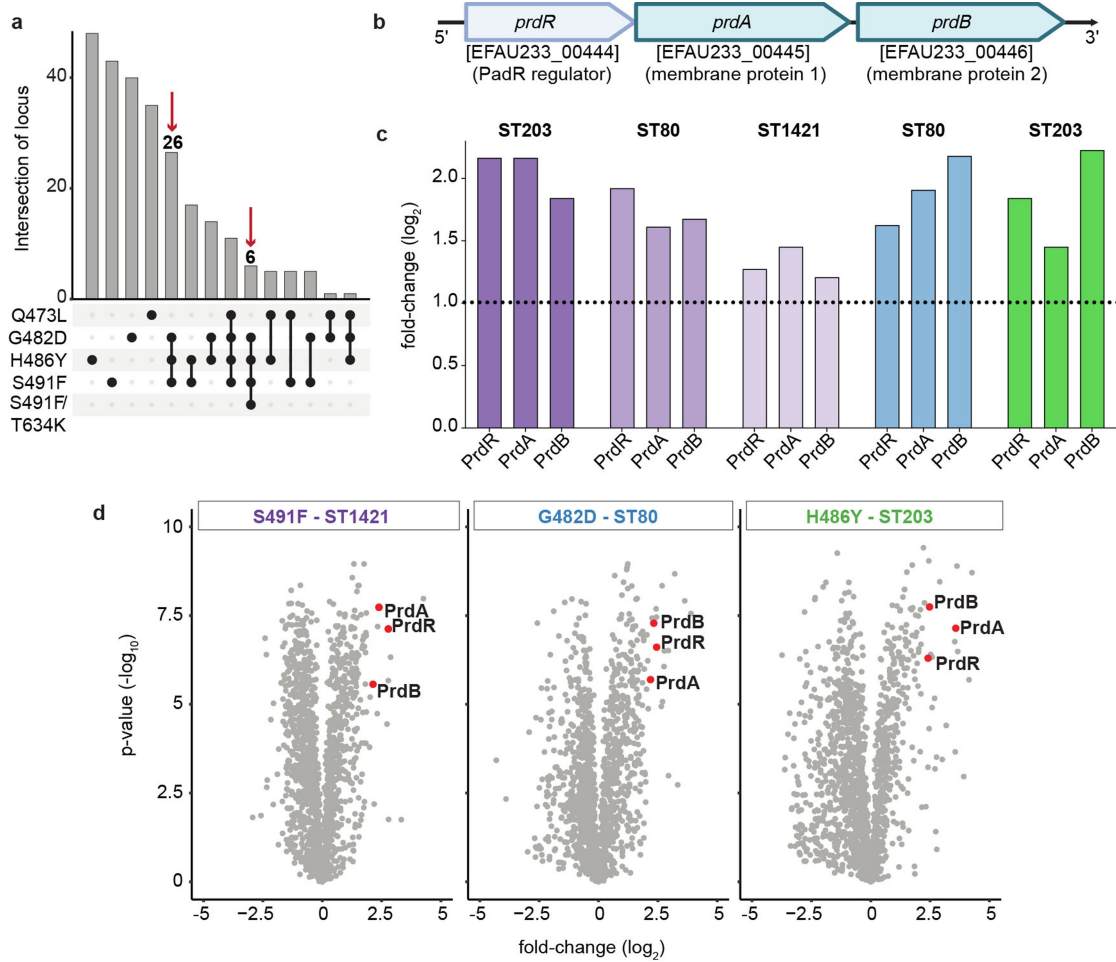 a
Intersection of locus
40
20
0
26
6
Q473L
G482D
H486Y
S491F
S491F/
T634K
b
5'
prdR
prdA
prdB
3'
[EFAU233_00444]
[EFAU233_00445]
[EFAU233_00446]
(PadR regulator)
(membrane protein 1)
(membrane protein 2)
c
ST203
ST80
ST1421
ST80
ST203
fold-change (log2)
2.0
1.5
1.0
0.5
0.0
PrdR
PrdA
PrdB
PrdR
PrdA
PrdB
PrdR
PrdA
PrdB
PrdR
PrdA
PrdB
PrdR
PrdA
PrdB
d
S491F - ST1421
G482D - ST80
H486Y - ST203
p-value (-log10)
10
7.5
5
2.5
0
PrdA
PrdR
PrdB
PrdB
PrdR
PrdA
PrdB
PrdA
PrdR
-5
−2.5
0
2.5
5
-5
−2.5
0
2.5
5
-5
−2.5
0
2.5
5
fold-change (log2)